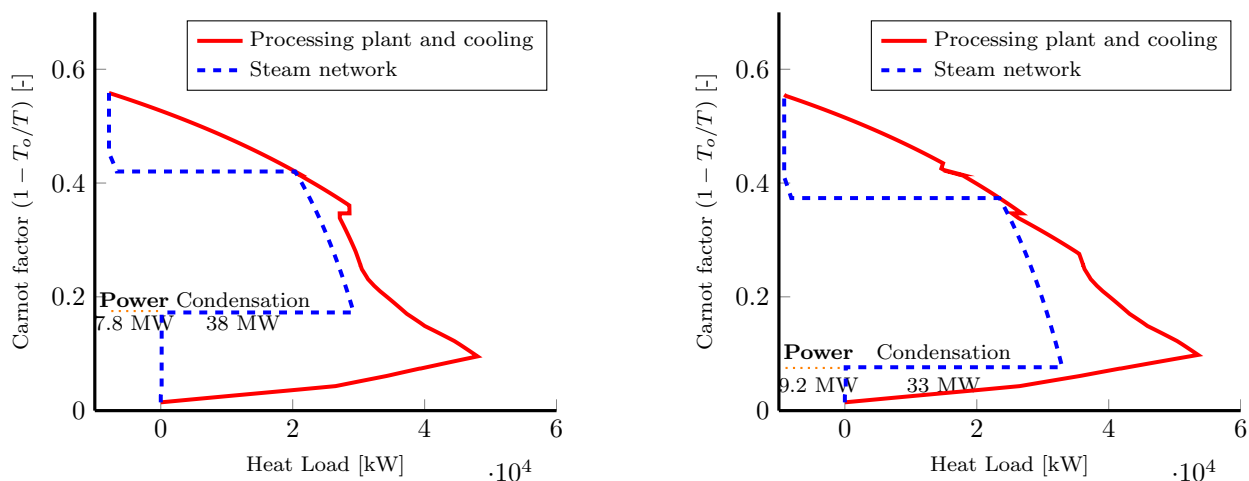 Processing plant and cooling
Steam network
0.6
0.4
0.2
0
Carnot factor (1 − T_o/T) [-]
Power Condensation
7.8 MW 38 MW
0 2 4 6
Heat Load [kW]
·10^4
Processing plant and cooling
Steam network
0.6
0.4
0.2
0
Carnot factor (1 − T_o/T) [-]
Power Condensation
9.2 MW 33 MW
0 2 4 6
Heat Load [kW]
·10^4